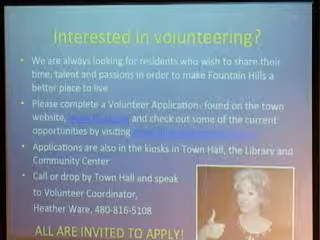 Interested in volunteering?
• We are always looking for residents who wish to share their
time, talent and passions in order to make Fountain Hills a
better place to live
• Please complete a Volunteer Application found on the town
website, and check out some of the current
opportunities by visiting
• Applications are also in the kiosks in Town Hall, the Library and
Community Center
• Call or drop by Town Hall and speak
to Volunteer Coordinator,
Heather Ware, 480-816-5108
ALL ARE INVITED TO APPLY!